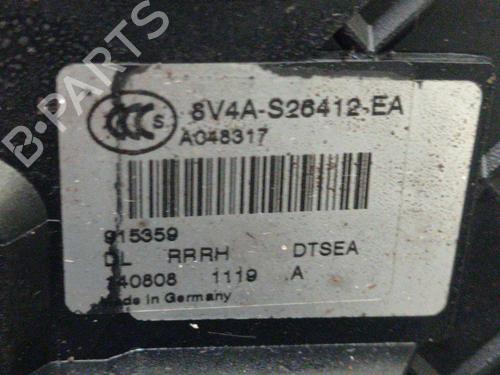 B-PARTS
CCC S
8V4A-S26412-EA
A048317
915359
DL RRRH DTSEA
140808 1119 A
Made in Germany